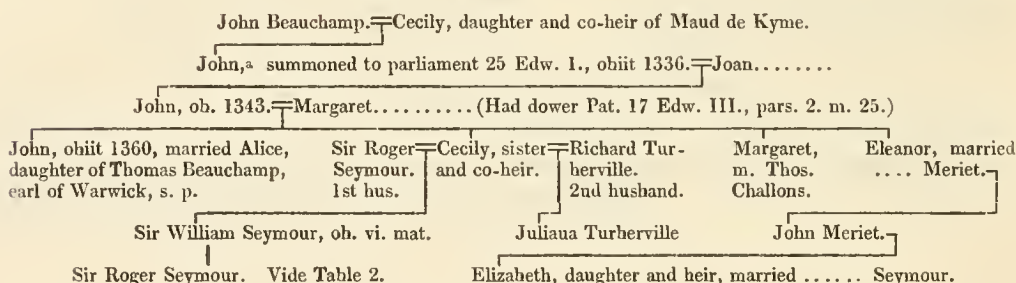 John Beauchamp.=Cecily, daughter and co-heir of Maud de Kyme.
John,a summoned to parliament 25 Edw. I., obiit 1336.=Joan........
John, ob. 1343.=Margaret..........(Had dower Pat. 17 Edw. III., pars. 2. m. 25.)
John, obiit 1360, married Alice, daughter of Thomas Beauchamp, earl of Warwick, s. p.
Sir Roger Seymour. 1st hus.
=Cecily, sister and co-heir.=
Richard Tur-
berville. 2nd husband.
Margaret, m. Thos. Challons.
Eleanor, married .... Meriet.
Sir William Seymour, ob. vi. mat. Juliaua Turberville John Meriet.
Sir Roger Seymour. Vide Table 2. Elizabeth, daughter and heir, married ...... Seymour.